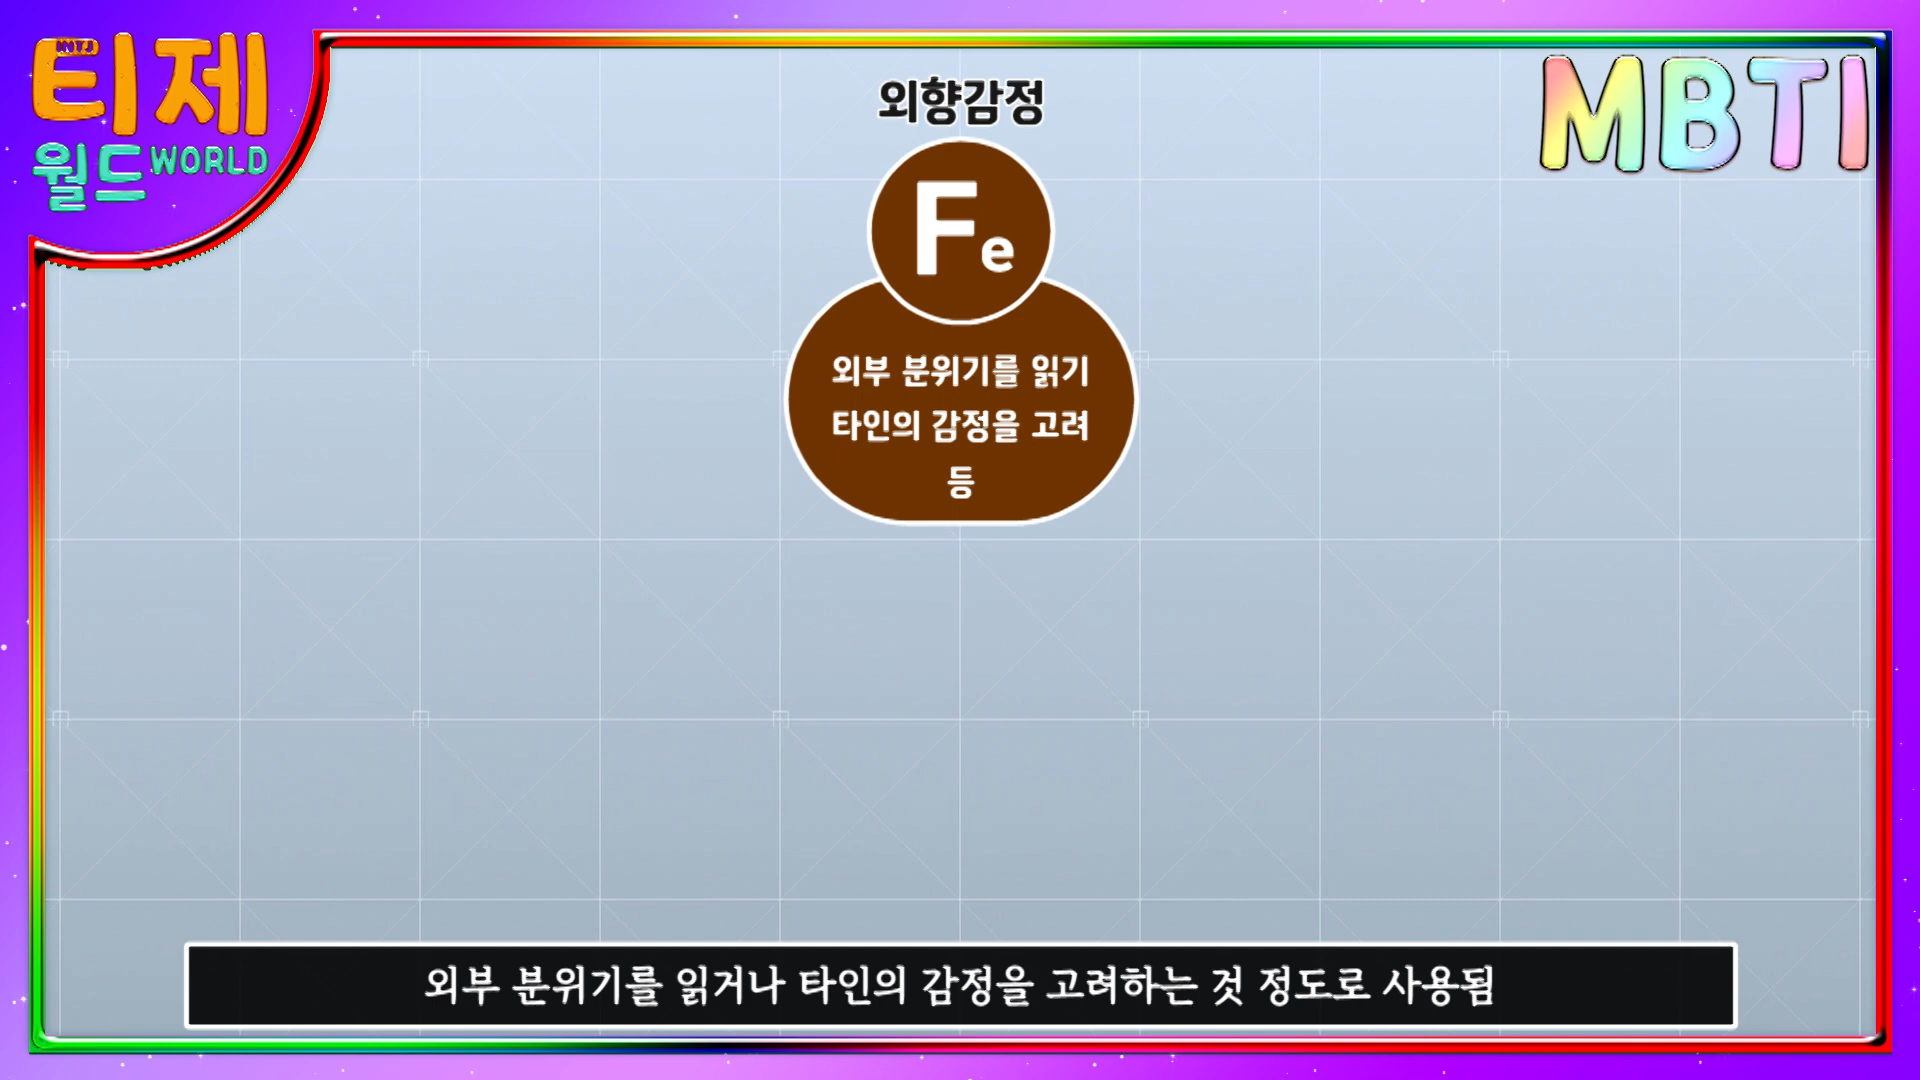 INTJ
티제
월드 WORLD
MBTI
외향감정
Fe
외부 분위기를 읽기
타인의 감정을 고려
등
외부 분위기를 읽거나 타인의 감정을 고려하는 것 정도로 사용됨